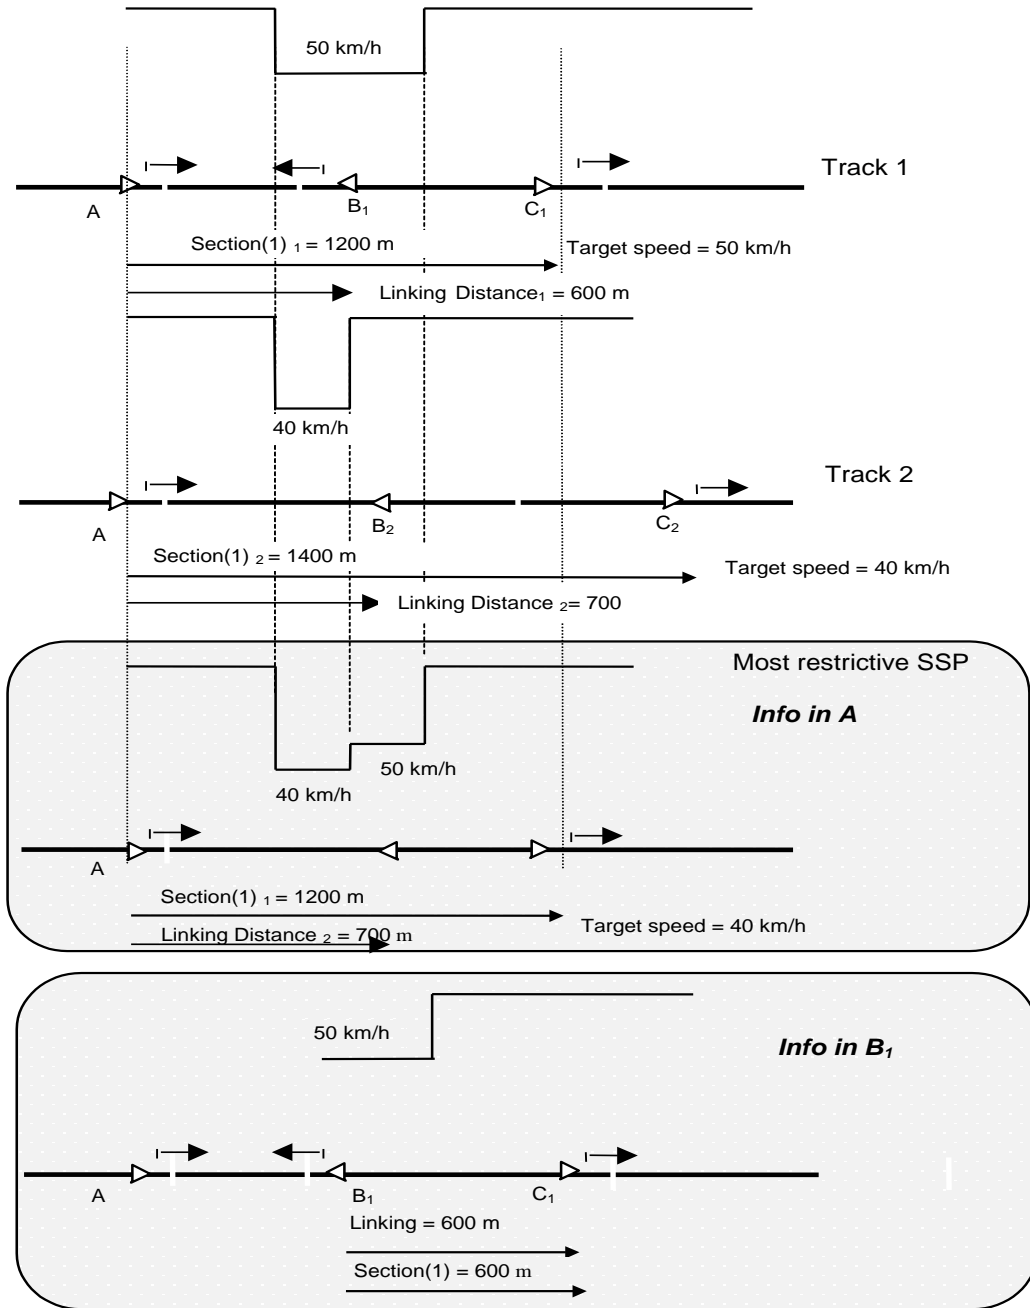 50 km/h
Track 1
A
B₁
C₁
Section(1) ₁ = 1200 m
Target speed = 50 km/h
Linking Distance₁ = 600 m
40 km/h
Track 2
A
B₂
C₂
Section(1) ₂ = 1400 m
Target speed = 40 km/h
Linking Distance ₂= 700
Most restrictive SSP
Info in A
50 km/h
40 km/h
A
Section(1) ₁ = 1200 m
Target speed = 40 km/h
Linking Distance ₂ = 700 m
50 km/h
Info in B₁
A
B₁
C₁
Linking = 600 m
Section(1) = 600 m